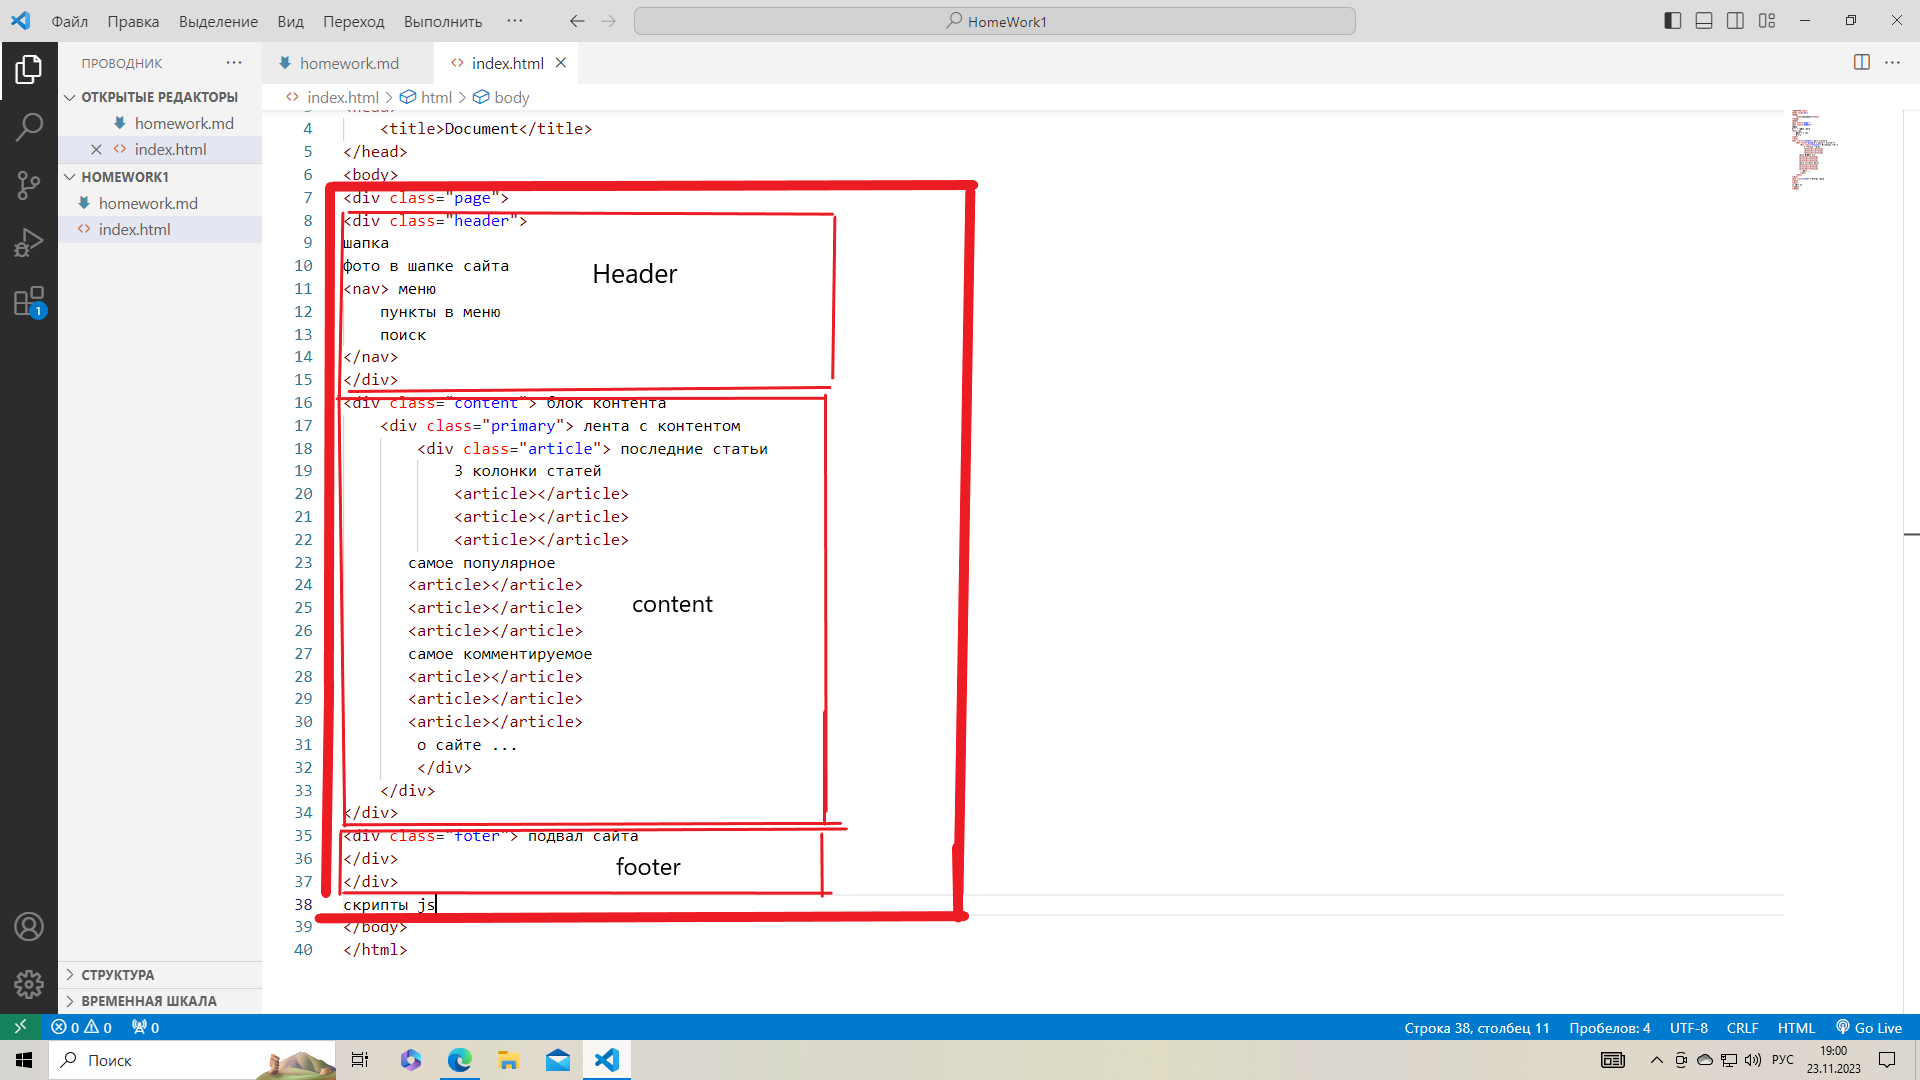 Файл Правка Выделение Вид Переход Выполнить ··· HomeWork1
ПРОВОДНИК ···
ОТКРЫТЫЕ РЕДАКТОРЫ
homework.md
index.html
HOMEWORK1
homework.md
index.html
СТРУКТУРА
ВРЕМЕННАЯ ШКАЛА
1
homework.md index.html
index.html > html > body
3 <head>
4 <title>Document</title>
5 </head>
6 <body>
7 <div class="page">
8 <div class="header">
9 шапка
10 фото в шапке сайта
Header
11 <nav> меню
12 пункты в меню
13 поиск
14 </nav>
15 </div>
16 <div class="content"> блок контента
17 <div class="primary"> лента с контентом
18 <div class="article"> последние статьи
19 3 колонки статей
20 <article></article>
21 <article></article>
22 <article></article>
23 самое популярное
24 <article></article>
25 <article></article>
content
26 <article></article>
27 самое комментируемое
28 <article></article>
29 <article></article>
30 <article></article>
31 о сайте ...
32 </div>
33 </div>
34 </div>
35 <div class="foter"> подвал сайта
36 </div>
footer
37 </div>
38 скрипты js
39 </body>
40 </html>
0 0 0 Строка 38, столбец 11 Пробелов: 4 UTF-8 CRLF HTML Go Live
Поиск РУС 19:00
23.11.2023